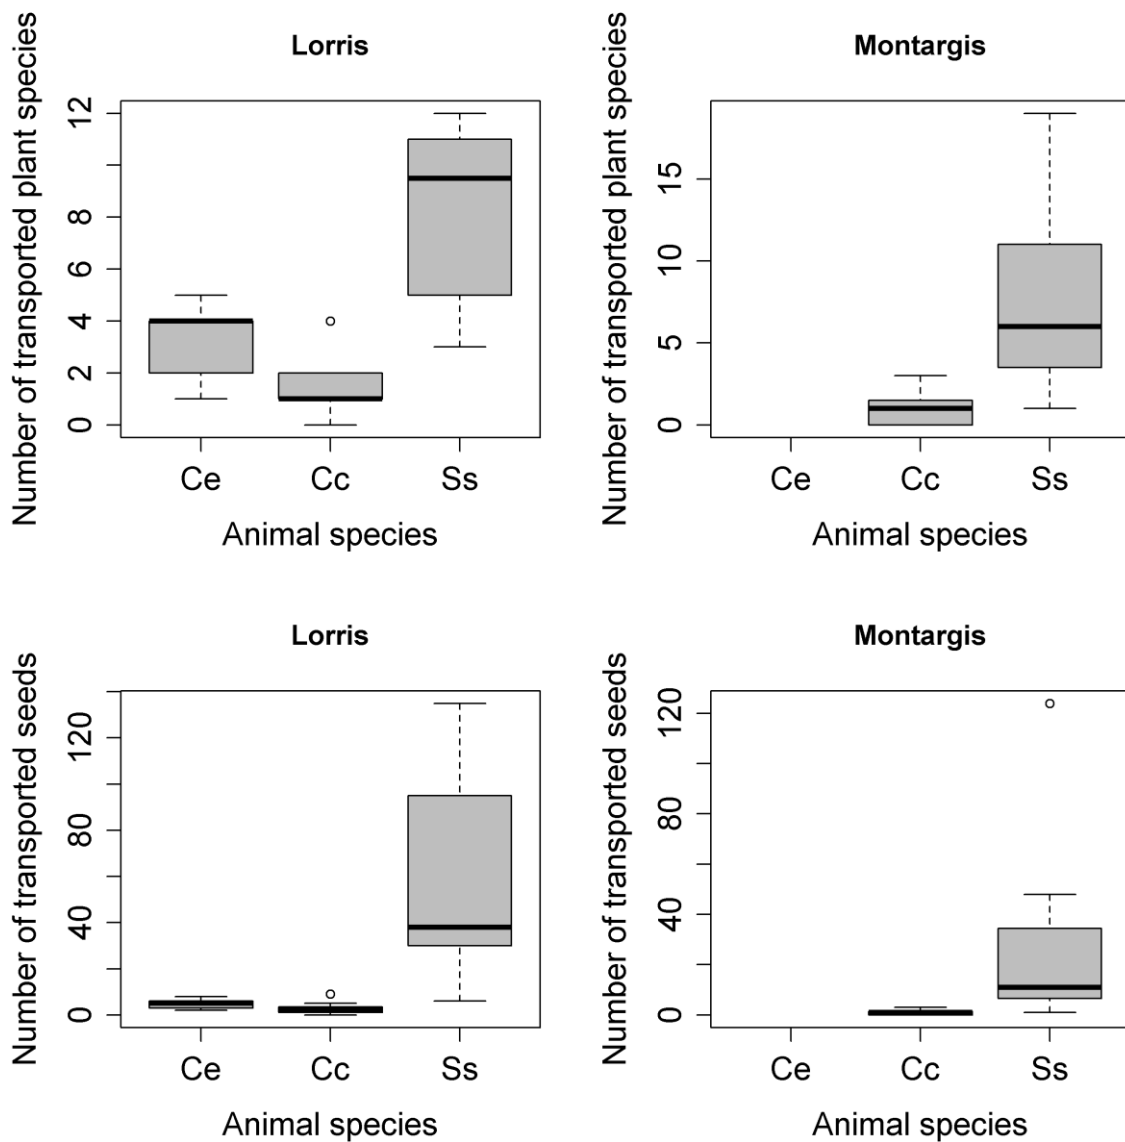 Lorris
Number of transported plant species
12
8
6
4
2
0
Ce Cc Ss
Animal species
Montargis
Number of transported plant species
15
10
5
0
Ce Cc Ss
Animal species
Lorris
Number of transported seeds
120
80
40
0
Ce Cc Ss
Animal species
Montargis
Number of transported seeds
120
80
40
0
Ce Cc Ss
Animal species